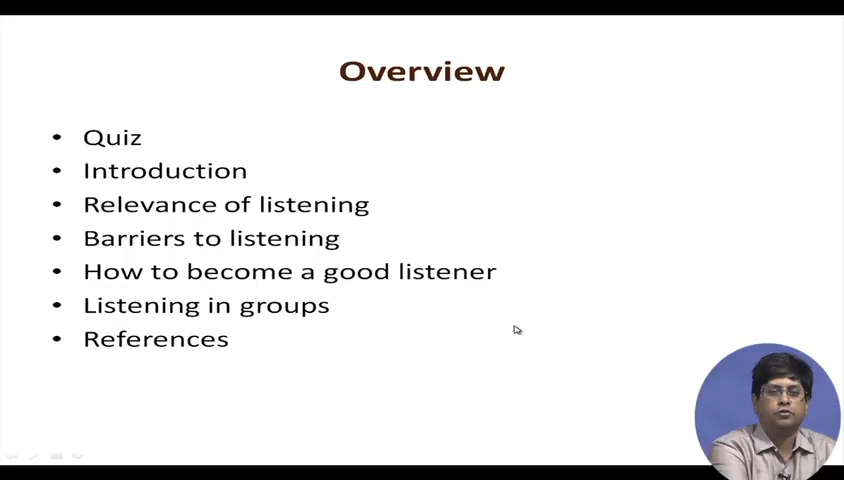 Overview
• Quiz
• Introduction
• Relevance of listening
• Barriers to listening
• How to become a good listener
• Listening in groups
• References